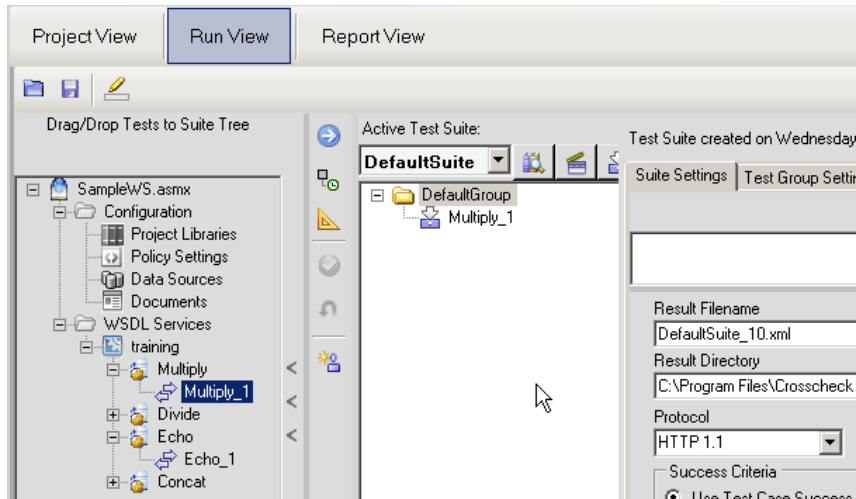 Project View
Run View
Report View
Drag/Drop Tests to Suite Tree
SampleWS.asmx
Configuration
Project Libraries
Policy Settings
Data Sources
Documents
WSDL Services
training
Multiply
Multiply_1
Divide
Echo
Echo_1
Concat
Active Test Suite:
DefaultSuite
DefaultGroup
Multiply_1
Test Suite created on Wednesday
Suite Settings
Test Group Settin
Result Filename
DefaultSuite_10.xml
Result Directory
C:\Program Files\Crosscheck
Protocol
HTTP 1.1
Success Criteria
Use Test Case Success